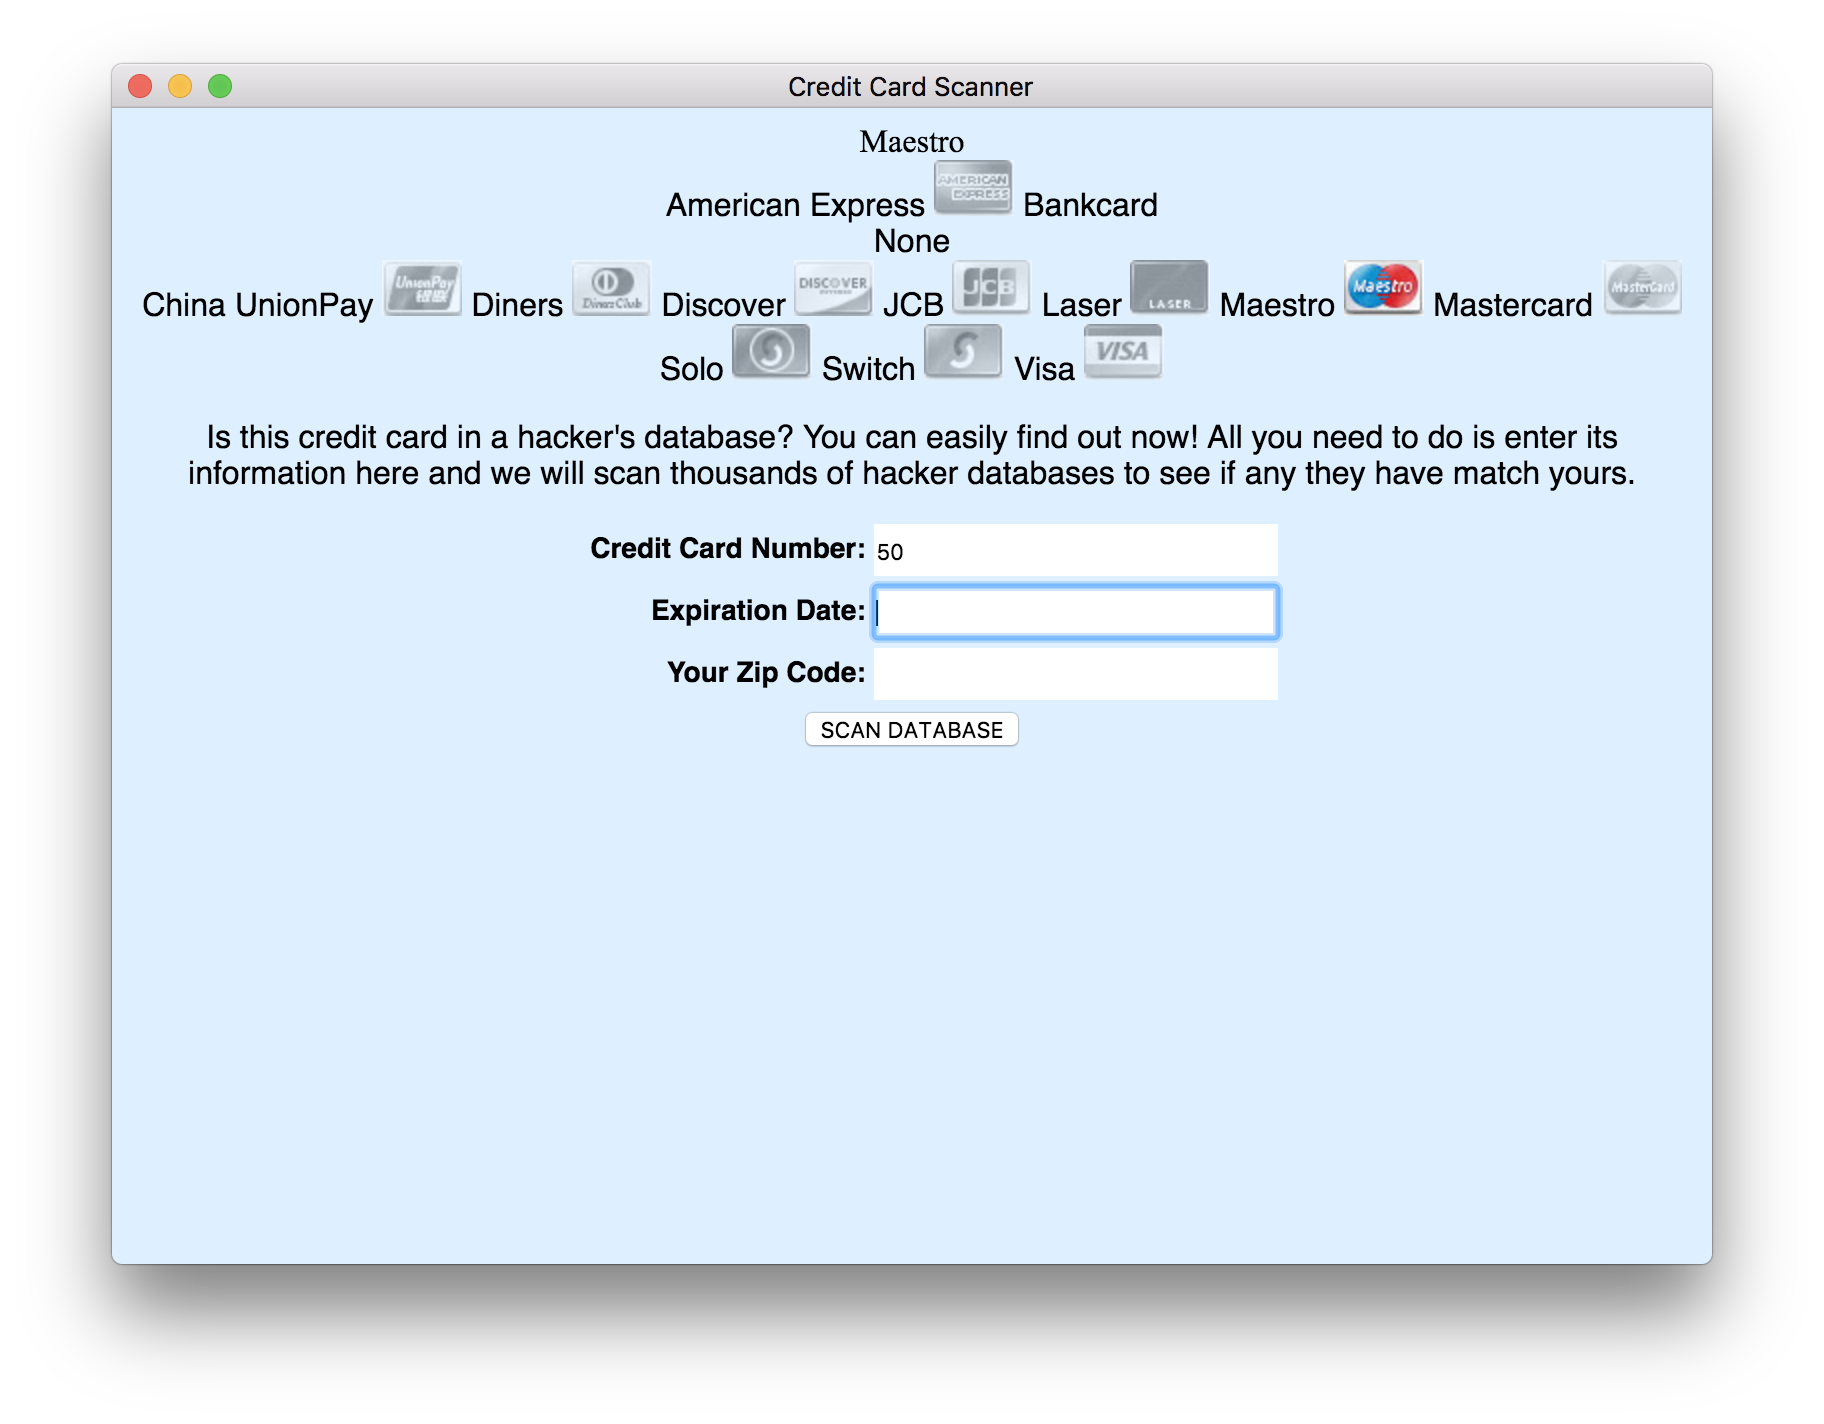 Credit Card Scanner
Maestro
American Express AMERICAN EXPRESS Bankcard
None
China UnionPay UnionPay 银联 Diners Diners Club Discover DISCOVER JCB JCB Laser LASER Maestro Maestro Mastercard MasterCard
Solo S Switch S Visa VISA
Is this credit card in a hacker's database? You can easily find out now! All you need to do is enter its
information here and we will scan thousands of hacker databases to see if any they have match yours.
Credit Card Number: 50
Expiration Date:
Your Zip Code:
SCAN DATABASE